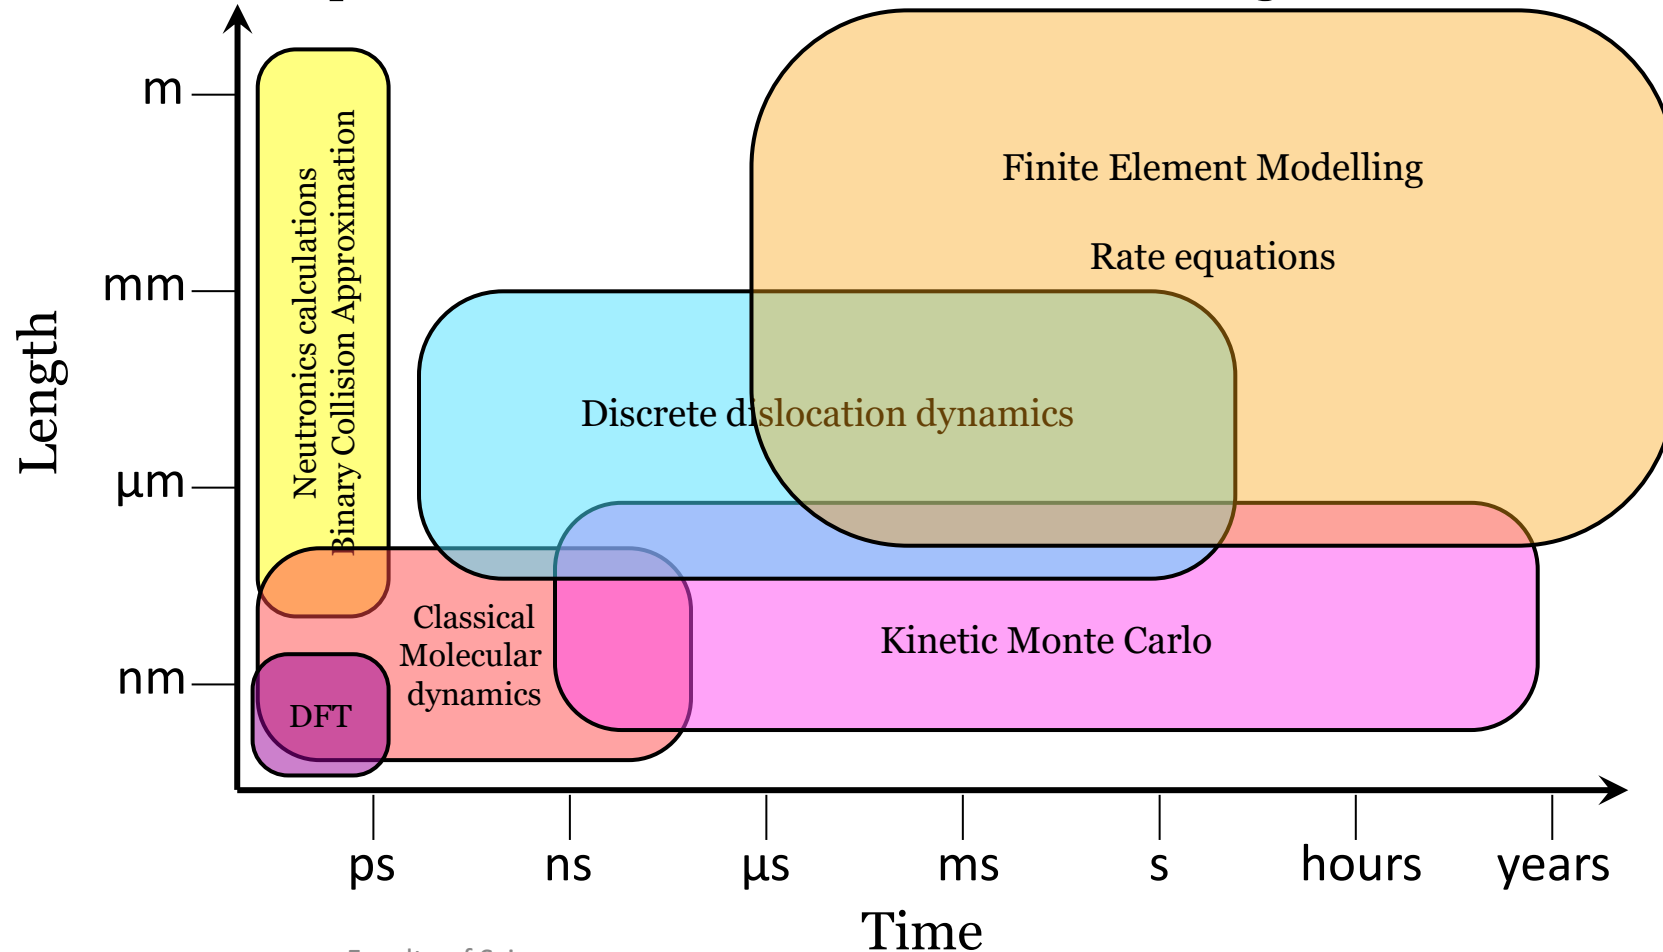 m
mm
µm
nm
Length
Neutronics calculations
Binary Collision Approximation
Finite Element Modelling
Rate equations
Discrete dislocation dynamics
Classical
Molecular
dynamics
Kinetic Monte Carlo
DFT
ps
ns
µs
ms
s
hours
years
Time